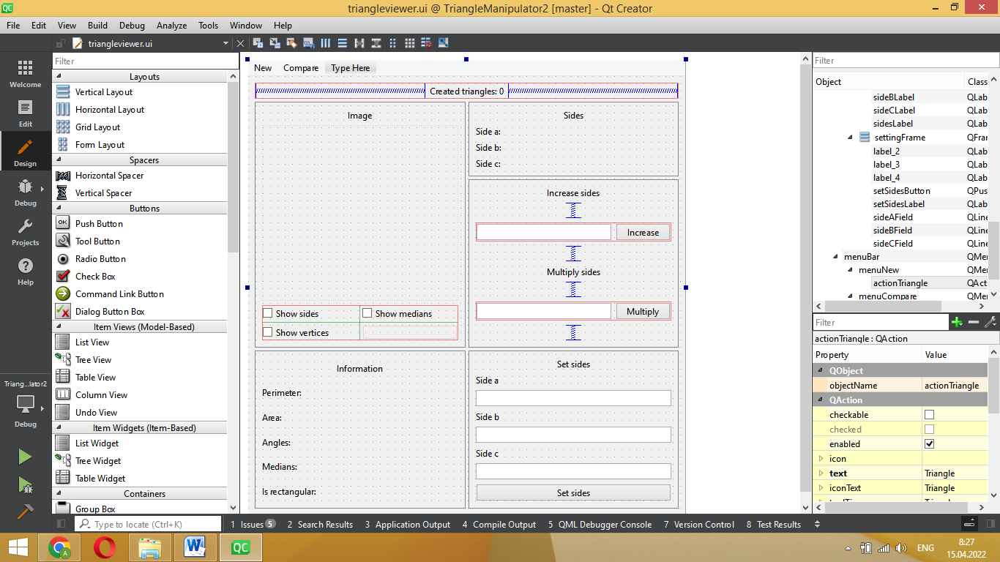 QC
triangleviewer.ui @ TriangleManipulator2 [master] - Qt Creator
File Edit View Build Debug Analyze Tools Window Help
triangleviewer.ui
Welcome
Edit
Design
Debug
Projects
Help
Triang...lator2
Debug
Filter
Layouts
Vertical Layout
Horizontal Layout
Grid Layout
Form Layout
Spacers
Horizontal Spacer
Vertical Spacer
Buttons
OK Push Button
Tool Button
Radio Button
Check Box
Command Link Button
Dialog Button Box
Item Views (Model-Based)
List View
Tree View
Table View
Column View
Undo View
Item Widgets (Item-Based)
List Widget
Tree Widget
Table Widget
Containers
Group Box
New Compare Type Here
Created triangles: 0
Image
Show sides
Show medians
Show vertices
Sides
Side a:
Side b:
Side c:
Increase sides
Increase
Multiply sides
Multiply
Information
Perimeter:
Area:
Angles:
Medians:
Is rectangular:
Set sides
Side a
Side b
Side c
Set sides
Filter
Object Class
sideBLabel QLab
sideCLabel QLab
sidesLabel QLab
settingFrame QFra
label_2 QLab
label_3 QLab
label_4 QLab
setSidesButton QPus
setSidesLabel QLab
sideAField QLine
sideBField QLine
sideCField QLine
menuBar QMe
menuNew QMe
actionTriangle QAct
menuCompare QMe
Filter
actionTriangle : QAction
Property Value
QObject
objectName actionTriangle
QAction
checkable
checked
enabled
icon
text Triangle
iconText Triangle
Type to locate (Ctrl+K)
1 Issues 5 2 Search Results 3 Application Output 4 Compile Output 5 QML Debugger Console 7 Version Control 8 Test Results
A
W
QC
ENG
8:27
15.04.2022